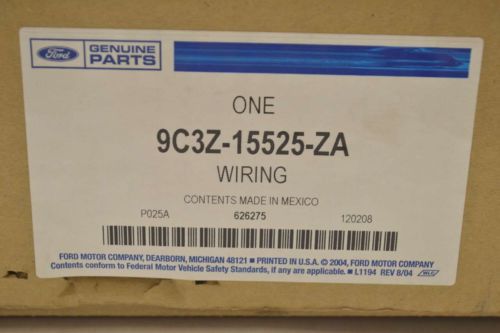 Ford
GENUINE
PARTS
ONE
9C3Z-15525-ZA
WIRING
CONTENTS MADE IN MEXICO
P025A 626275 120208
FORD MOTOR COMPANY, DEARBORN, MICHIGAN 48121 ■ PRINTED IN U.S.A. © 2004, FORD MOTOR COMPANY
Contents conform to Federal Motor Vehicle Safety Standards, if any are applicable. ■ L1194 REV 8/04